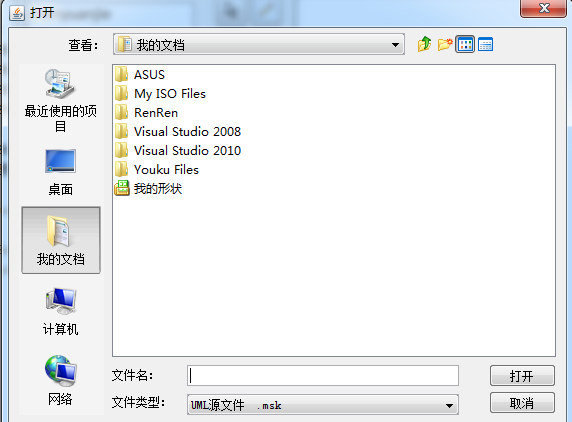 打开
查看：
我的文档
最近使用的项
目
桌面
我的文档
计算机
网络
ASUS
My ISO Files
RenRen
Visual Studio 2008
Visual Studio 2010
Youku Files
我的形状
文件名：
打开
文件类型：
UML源文件 .msk
取消